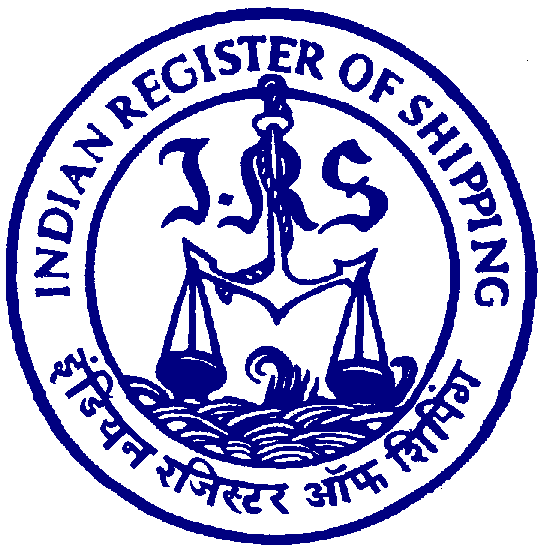 INDIAN REGISTER OF SHIPPING
I.R S
इंडियन रजिस्टर ऑफ शिपिंग